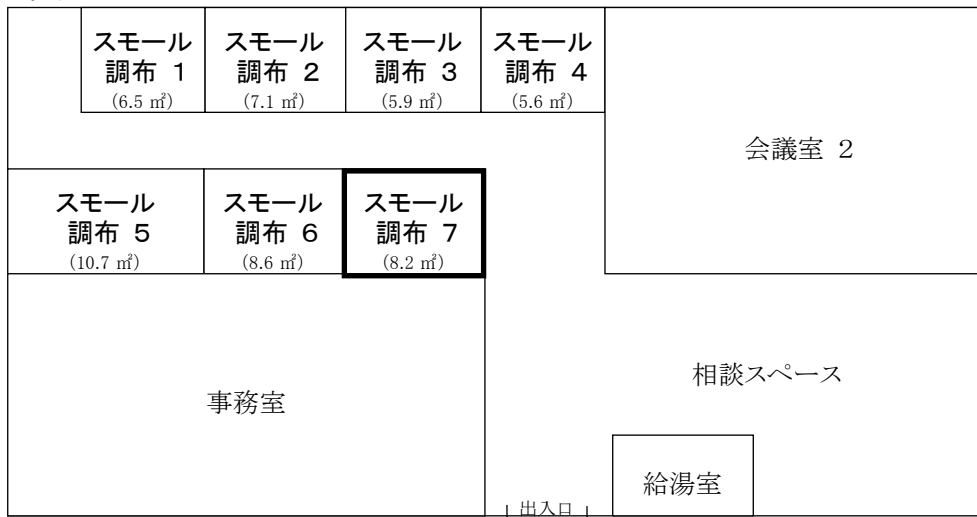 スモール
調布 1
(6.5 ㎡)
スモール
調布 2
(7.1 ㎡)
スモール
調布 3
(5.9 ㎡)
スモール
調布 4
(5.6 ㎡)
会議室 2
スモール
調布 5
(10.7 ㎡)
スモール
調布 6
(8.6 ㎡)
スモール
調布 7
(8.2 ㎡)
事務室
相談スペース
給湯室
出入口